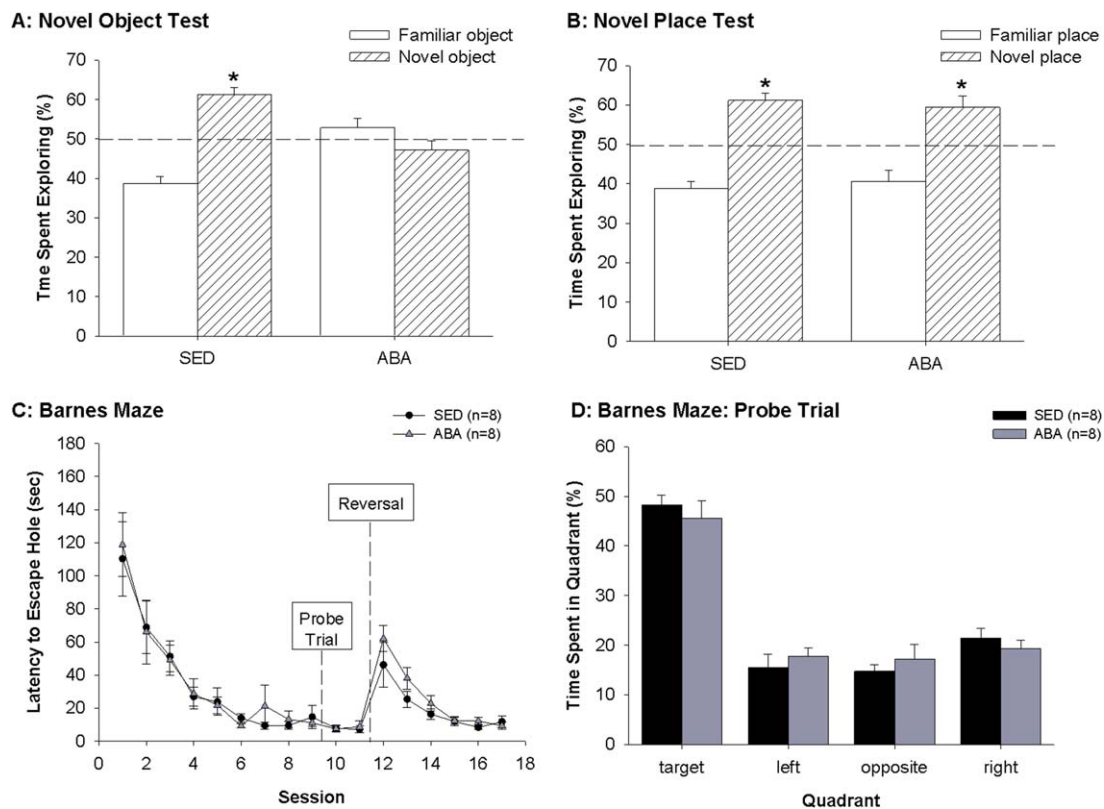 A: Novel Object Test
Familiar object
Novel object
Tme Spent Exploring (%)
70
60
50
40
30
20
10
0
*
SED
ABA
B: Novel Place Test
Familiar place
Novel place
Time Spent Exploring (%)
70
60
50
40
30
20
10
0
*
*
SED
ABA
C: Barnes Maze
SED (n=8)
ABA (n=8)
Latency to Escape Hole (sec)
180
160
140
120
100
80
60
40
20
0
Reversal
Probe
Trial
0 2 4 6 8 10 12 14 16 18
Session
D: Barnes Maze: Probe Trial
SED (n=8)
ABA (n=8)
Time Spent in Quadrant (%)
60
50
40
30
20
10
0
target left opposite right
Quadrant